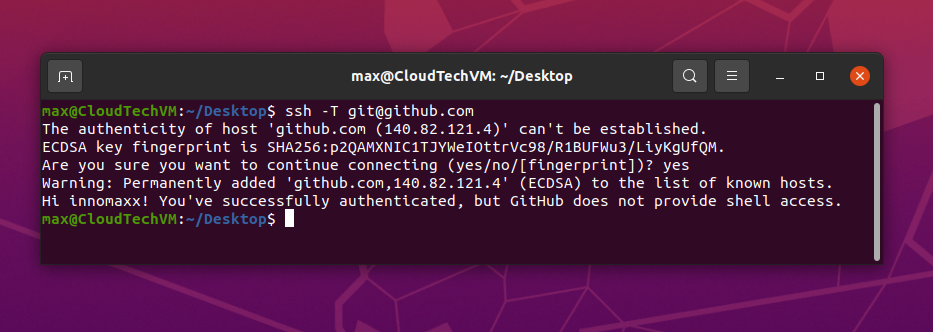 max@CloudTechVM: ~/Desktop
max@CloudTechVM:~/Desktop$ ssh -T git@github.com
The authenticity of host 'github.com (140.82.121.4)' can't be established.
ECDSA key fingerprint is SHA256:p2QAMXNIC1TJYWeIOttrVc98/R1BUFWu3/LiyKgUfQM.
Are you sure you want to continue connecting (yes/no/[fingerprint])? yes
Warning: Permanently added 'github.com,140.82.121.4' (ECDSA) to the list of known hosts.
Hi innomaxx! You've successfully authenticated, but GitHub does not provide shell access.
max@CloudTechVM:~/Desktop$